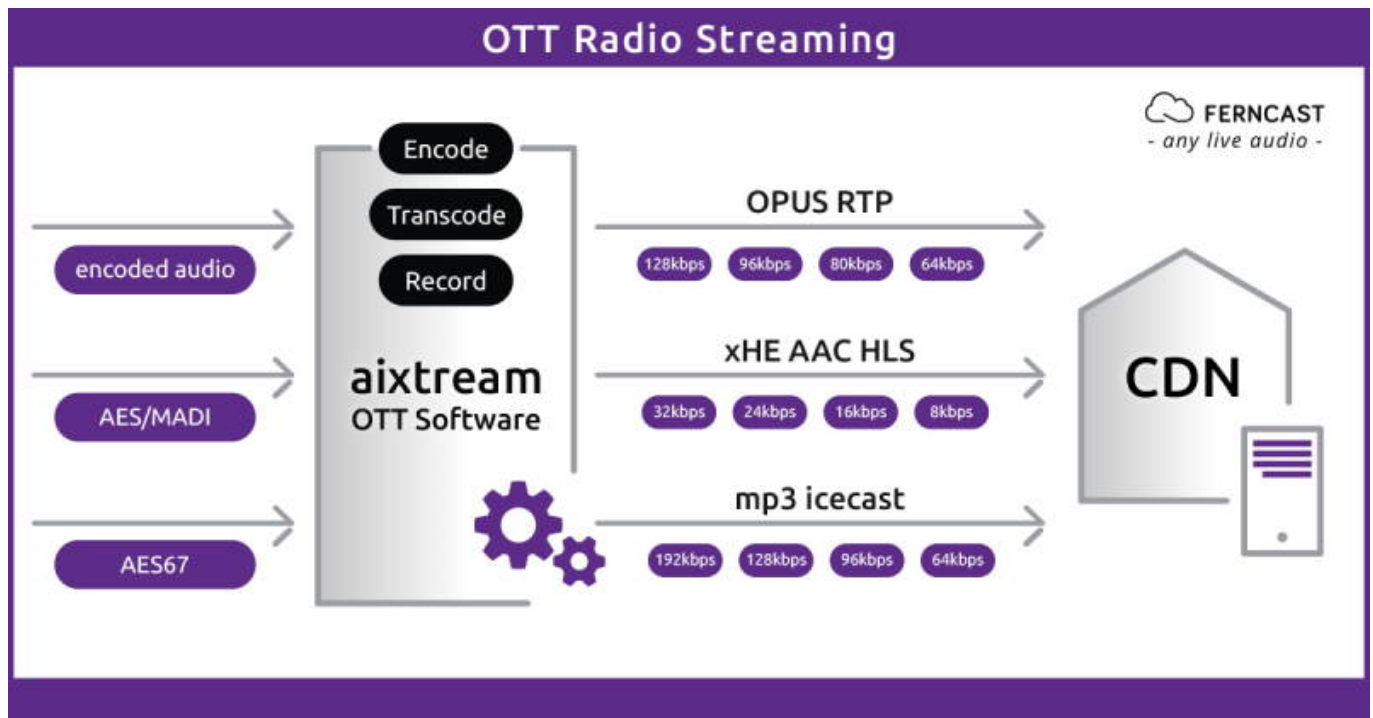 OTT Radio Streaming
FERNCAST
- any live audio -
Encode
Transcode
Record
aixtream
OTT Software
encoded audio
AES/MADI
AES67
OPUS RTP
128kbps 96kbps 80kbps 64kbps
xHE AAC HLS
32kbps 24kbps 16kbps 8kbps
mp3 icecast
192kbps 128kbps 96kbps 64kbps
CDN